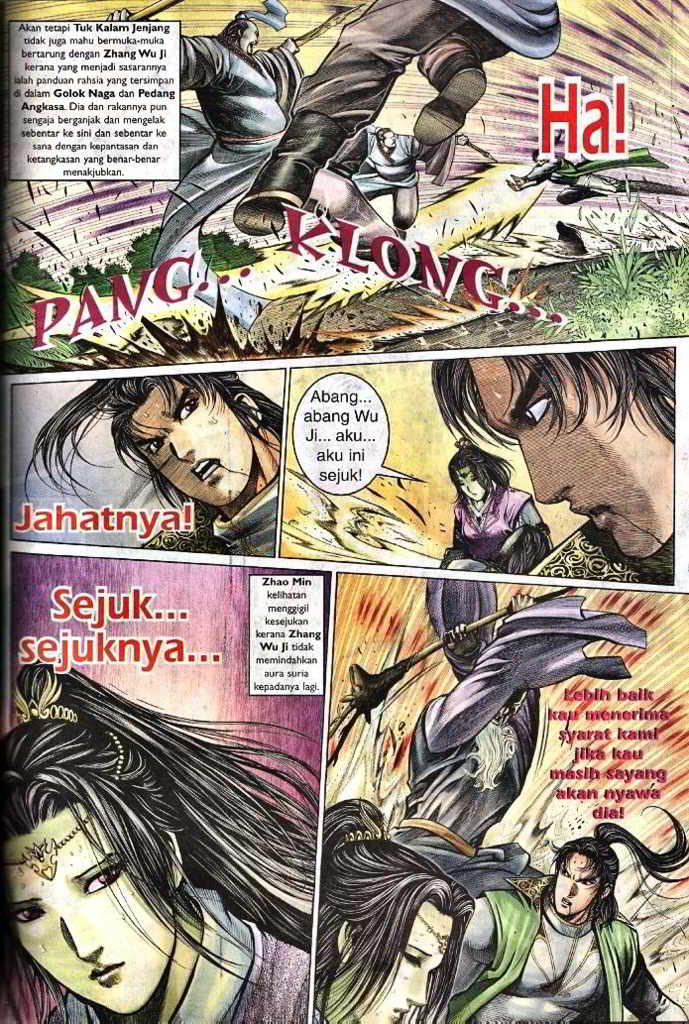 Akan tetapi Tuk Kalam Jenjang
tidak juga mahu bermuka-muka
bertarung dengan Zhang Wu Ji
kerana yang menjadi sasarannya
ialah panduan rahsia yang tersimpan
di dalam Golok Naga dan Pedang
Angkasa. Dia dan rakannya pun
sengaja berganjak dan mengelak
sebentar ke sini dan sebentar ke
sana dengan kepantasan dan
ketangkasan yang benar-benar
menakjubkan.
Ha!
PANG... KLONG...
Jahatnya!
Abang...
abang Wu
Ji... aku...
aku ini
sejuk!
Sejuk...
sejuknya...
Zhao Min
kelihatan
menggigil
kesejukan
kerana Zhang
Wu Ji tidak
memindahkan
aura suria
kepadanya lagi.
Lebih baik
kau menerima
syarat kami
jika kau
masih sayang
akan nyawa
dia!